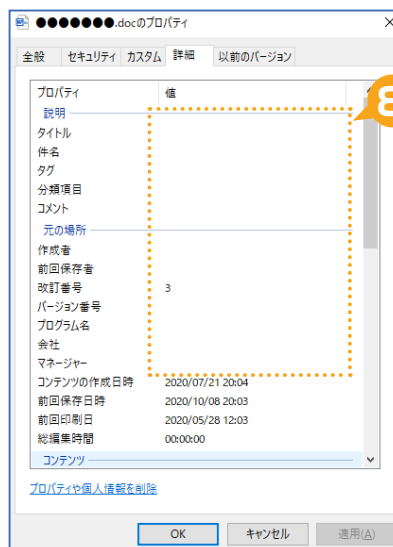 ●●●●●●●.docのプロパティ
全般 セキュリティ カスタム 詳細 以前のバージョン
プロパティ 値
説明
タイトル
件名
タグ
分類項目
コメント
元の場所
作成者
前回保存者
改訂番号 3
バージョン番号
プログラム名
会社
マネージャー
コンテンツの作成日時 2020/07/21 20:04
前回保存日時 2020/10/08 20:03
前回印刷日 2020/05/28 12:03
総編集時間 00:00:00
コンテンツ
プロパティや個人情報を削除
OK キャンセル 適用(A)